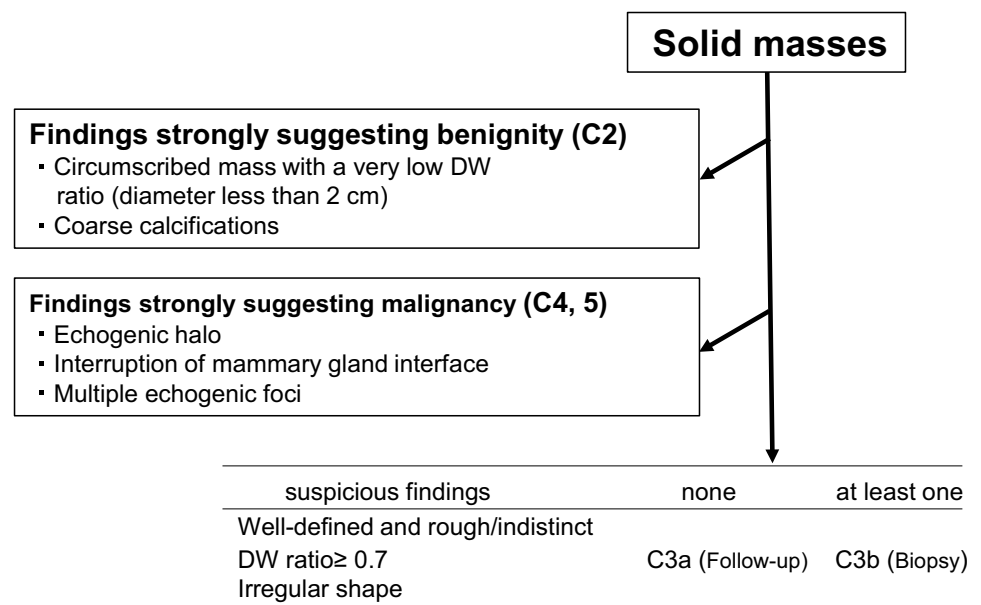 Solid masses
Findings strongly suggesting benignity (C2)
・Circumscribed mass with a very low DW
ratio (diameter less than 2 cm)
・Coarse calcifications
Findings strongly suggesting malignancy (C4, 5)
・Echogenic halo
・Interruption of mammary gland interface
・Multiple echogenic foci
suspicious findings none at least one
Well-defined and rough/indistinct
DW ratio≥ 0.7 C3a (Follow-up) C3b (Biopsy)
Irregular shape